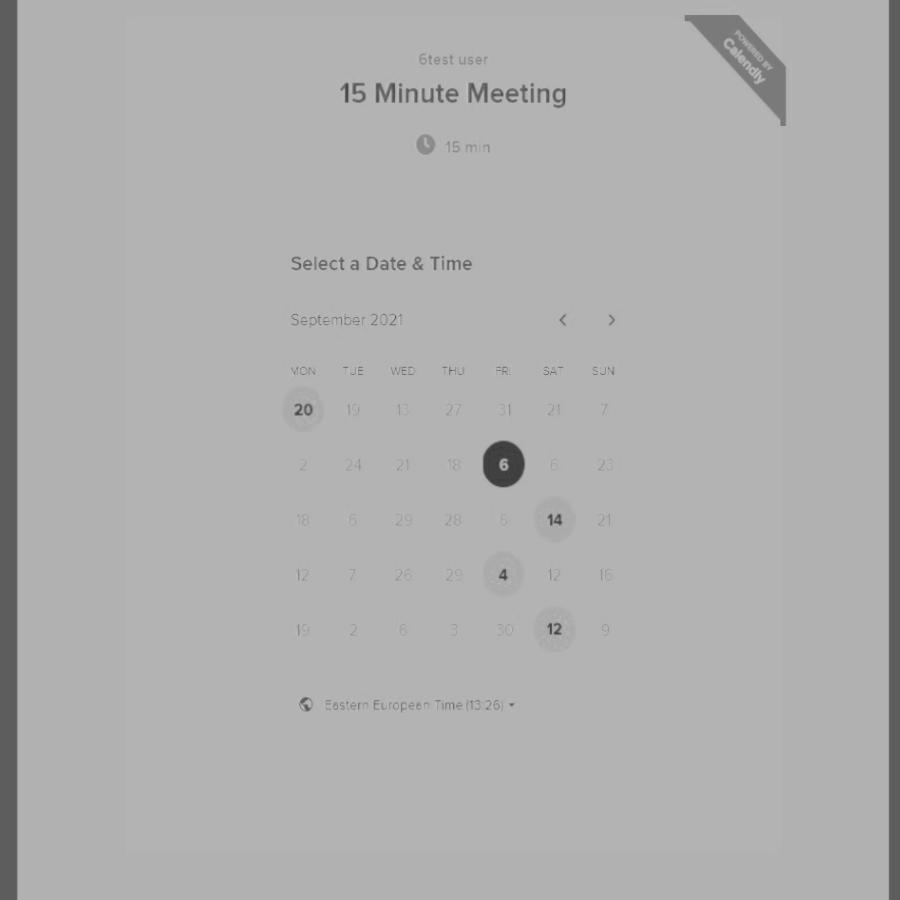 POWERED BY
Calendly
6test user
15 Minute Meeting
15 min
Select a Date & Time
September 2021
MON TUE WED THU FRI SAT SUN
20 19 13 27 31 21 7
2 24 21 18 6 6 23
18 6 29 28 6 14 21
12 7 26 29 4 12 16
19 2 6 3 30 12 9
Eastern European Time (13:26)